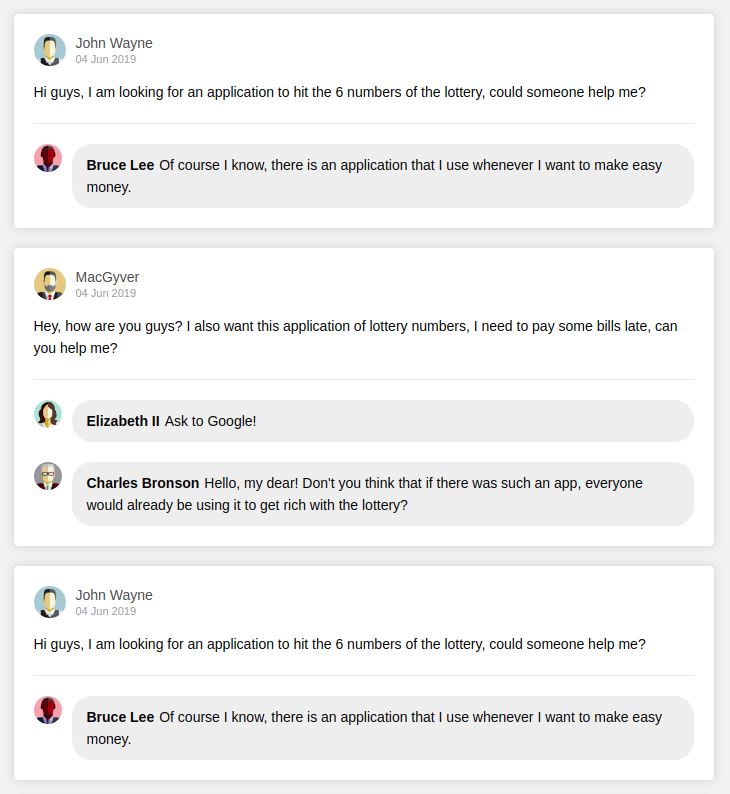 John Wayne
04 Jun 2019
Hi guys, I am looking for an application to hit the 6 numbers of the lottery, could someone help me?
Bruce Lee Of course I know, there is an application that I use whenever I want to make easy
money.
MacGyver
04 Jun 2019
Hey, how are you guys? I also want this application of lottery numbers, I need to pay some bills late, can
you help me?
Elizabeth II Ask to Google!
Charles Bronson Hello, my dear! Don't you think that if there was such an app, everyone
would already be using it to get rich with the lottery?
John Wayne
04 Jun 2019
Hi guys, I am looking for an application to hit the 6 numbers of the lottery, could someone help me?
Bruce Lee Of course I know, there is an application that I use whenever I want to make easy
money.